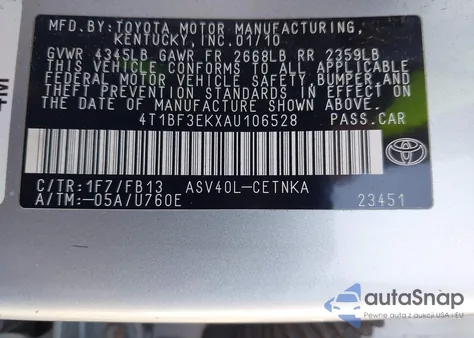 MFD. BY: TOYOTA MOTOR MANUFACTURING,
KENTUCKY, INC. 01/10
GVWR 4345LB GAWR FR 2668LB RR 2359LB
THIS VEHICLE CONFORMS TO ALL APPLICABLE
FEDERAL MOTOR VEHICLE SAFETY, BUMPER, AND
THEFT PREVENTION STANDARDS IN EFFECT ON
THE DATE OF MANUFACTURE SHOWN ABOVE.
4T1BF3EKXAU106528 PASS.CAR
C/TR:1F7/FB13 ASV40L-CETNKA
A/TM:-05A/U760E
23451
TOYOTA
4M
autoSnap
Pewne auta z aukcji USA i EU